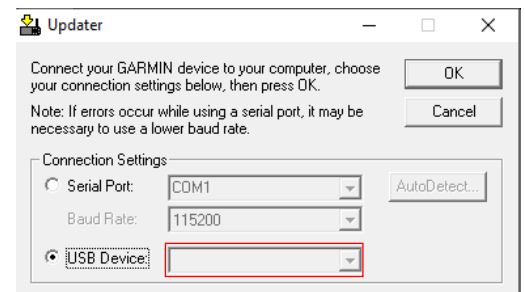 Updater
Connect your GARMIN device to your computer, choose
your connection settings below, then press OK.
OK
Note: If errors occur while using a serial port, it may be
necessary to use a lower baud rate.
Cancel
Connection Settings
Serial Port: COM1 AutoDetect...
Baud Rate: 115200
USB Device: